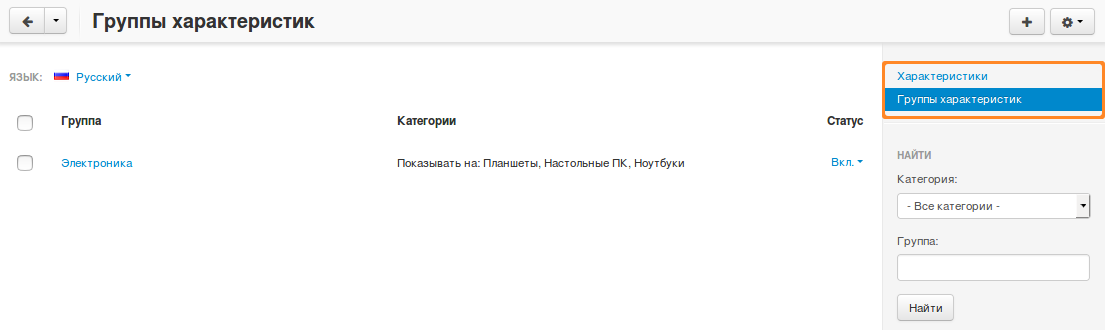 Группы характеристик
ЯЗЫК: Русский
Группа Категории Статус
Электроника Показывать на: Планшеты, Настольные ПК, Ноутбуки Вкл.
Характеристики
Группы характеристик
НАЙТИ
Категория:
- Все категории -
Группа:
Найти